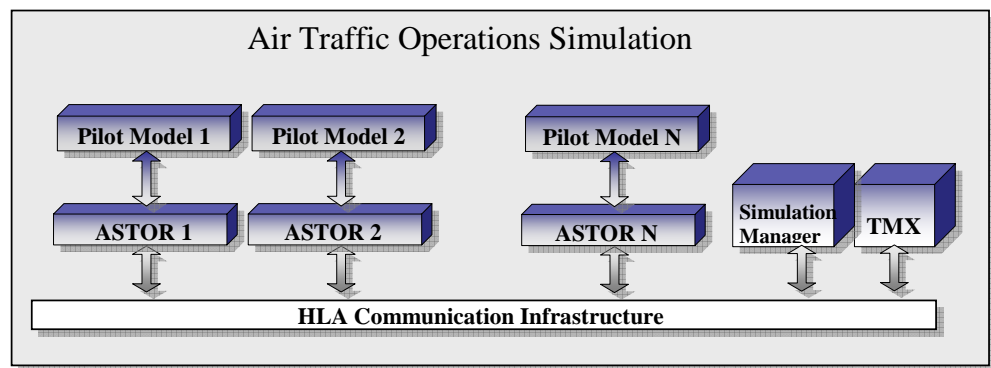 Air Traffic Operations Simulation
Pilot Model 1
Pilot Model 2
Pilot Model N
ASTOR 1
ASTOR 2
ASTOR N
Simulation
Manager
TMX
HLA Communication Infrastructure